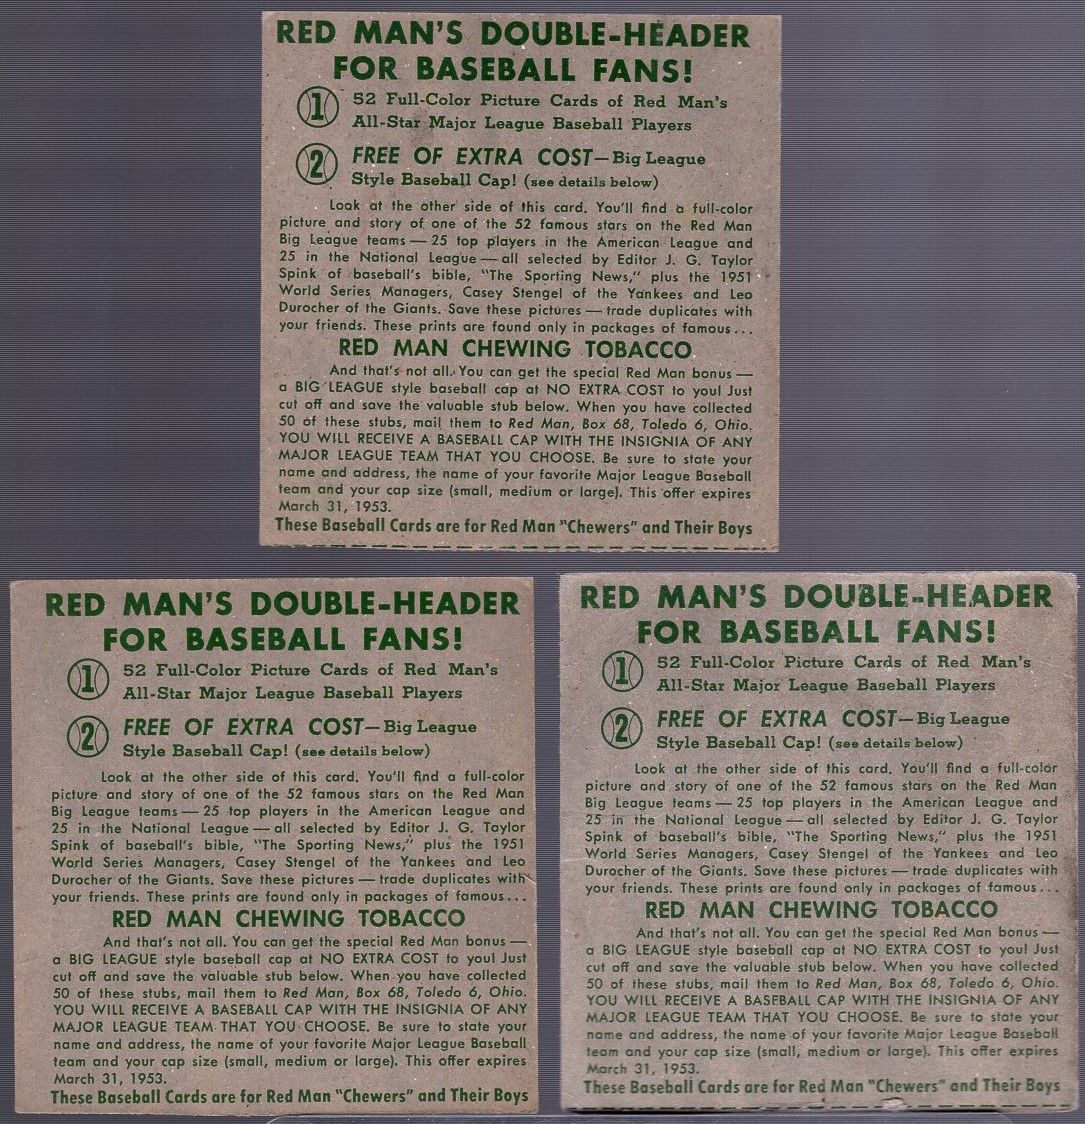 RED MAN'S DOUBLE-HEADER
FOR BASEBALL FANS!
1 52 Full-Color Picture Cards of Red Man's
All-Star Major League Baseball Players
2 FREE OF EXTRA COST—Big League
Style Baseball Cap! (see details below)
Look at the other side of this card. You'll find a full-color
picture and story of one of the 52 famous stars on the Red Man
Big League teams — 25 top players in the American League and
25 in the National League — all selected by Editor J. G. Taylor
Spink of baseball's bible, "The Sporting News," plus the 1951
World Series Managers, Casey Stengel of the Yankees and Leo
Durocher of the Giants. Save these pictures — trade duplicates with
your friends. These prints are found only in packages of famous...
RED MAN CHEWING TOBACCO
And that's not all. You can get the special Red Man bonus —
a BIG LEAGUE style baseball cap at NO EXTRA COST to you! Just
cut off and save the valuable stub below. When you have collected
50 of these stubs, mail them to Red Man, Box 68, Toledo 6, Ohio.
YOU WILL RECEIVE A BASEBALL CAP WITH THE INSIGNIA OF ANY
MAJOR LEAGUE TEAM THAT YOU CHOOSE. Be sure to state your
name and address, the name of your favorite Major League Baseball
team and your cap size (small, medium or large). This offer expires
March 31, 1953.
These Baseball Cards are for Red Man "Chewers" and Their Boys
RED MAN'S DOUBLE-HEADER
FOR BASEBALL FANS!
1 52 Full-Color Picture Cards of Red Man's
All-Star Major League Baseball Players
2 FREE OF EXTRA COST—Big League
Style Baseball Cap! (see details below)
Look at the other side of this card. You'll find a full-color
picture and story of one of the 52 famous stars on the Red Man
Big League teams — 25 top players in the American League and
25 in the National League — all selected by Editor J. G. Taylor
Spink of baseball's bible, "The Sporting News," plus the 1951
World Series Managers, Casey Stengel of the Yankees and Leo
Durocher of the Giants. Save these pictures — trade duplicates with
your friends. These prints are found only in packages of famous...
RED MAN CHEWING TOBACCO
And that's not all. You can get the special Red Man bonus —
a BIG LEAGUE style baseball cap at NO EXTRA COST to you! Just
cut off and save the valuable stub below. When you have collected
50 of these stubs, mail them to Red Man, Box 68, Toledo 6, Ohio.
YOU WILL RECEIVE A BASEBALL CAP WITH THE INSIGNIA OF ANY
MAJOR LEAGUE TEAM THAT YOU CHOOSE. Be sure to state your
name and address, the name of your favorite Major League Baseball
team and your cap size (small, medium or large). This offer expires
March 31, 1953.
These Baseball Cards are for Red Man "Chewers" and Their Boys
RED MAN'S DOUBLE-HEADER
FOR BASEBALL FANS!
1 52 Full-Color Picture Cards of Red Man's
All-Star Major League Baseball Players
2 FREE OF EXTRA COST—Big League
Style Baseball Cap! (see details below)
Look at the other side of this card. You'll find a full-color
picture and story of one of the 52 famous stars on the Red Man
Big League teams — 25 top players in the American League and
25 in the National League — all selected by Editor J. G. Taylor
Spink of baseball's bible, "The Sporting News," plus the 1951
World Series Managers, Casey Stengel of the Yankees and Leo
Durocher of the Giants. Save these pictures — trade duplicates with
your friends. These prints are found only in packages of famous...
RED MAN CHEWING TOBACCO
And that's not all. You can get the special Red Man bonus —
a BIG LEAGUE style baseball cap at NO EXTRA COST to you! Just
cut off and save the valuable stub below. When you have collected
50 of these stubs, mail them to Red Man, Box 68, Toledo 6, Ohio.
YOU WILL RECEIVE A BASEBALL CAP WITH THE INSIGNIA OF ANY
MAJOR LEAGUE TEAM THAT YOU CHOOSE. Be sure to state your
name and address, the name of your favorite Major League Baseball
team and your cap size (small, medium or large). This offer expires
March 31, 1953.
These Baseball Cards are for Red Man "Chewers" and Their Boys